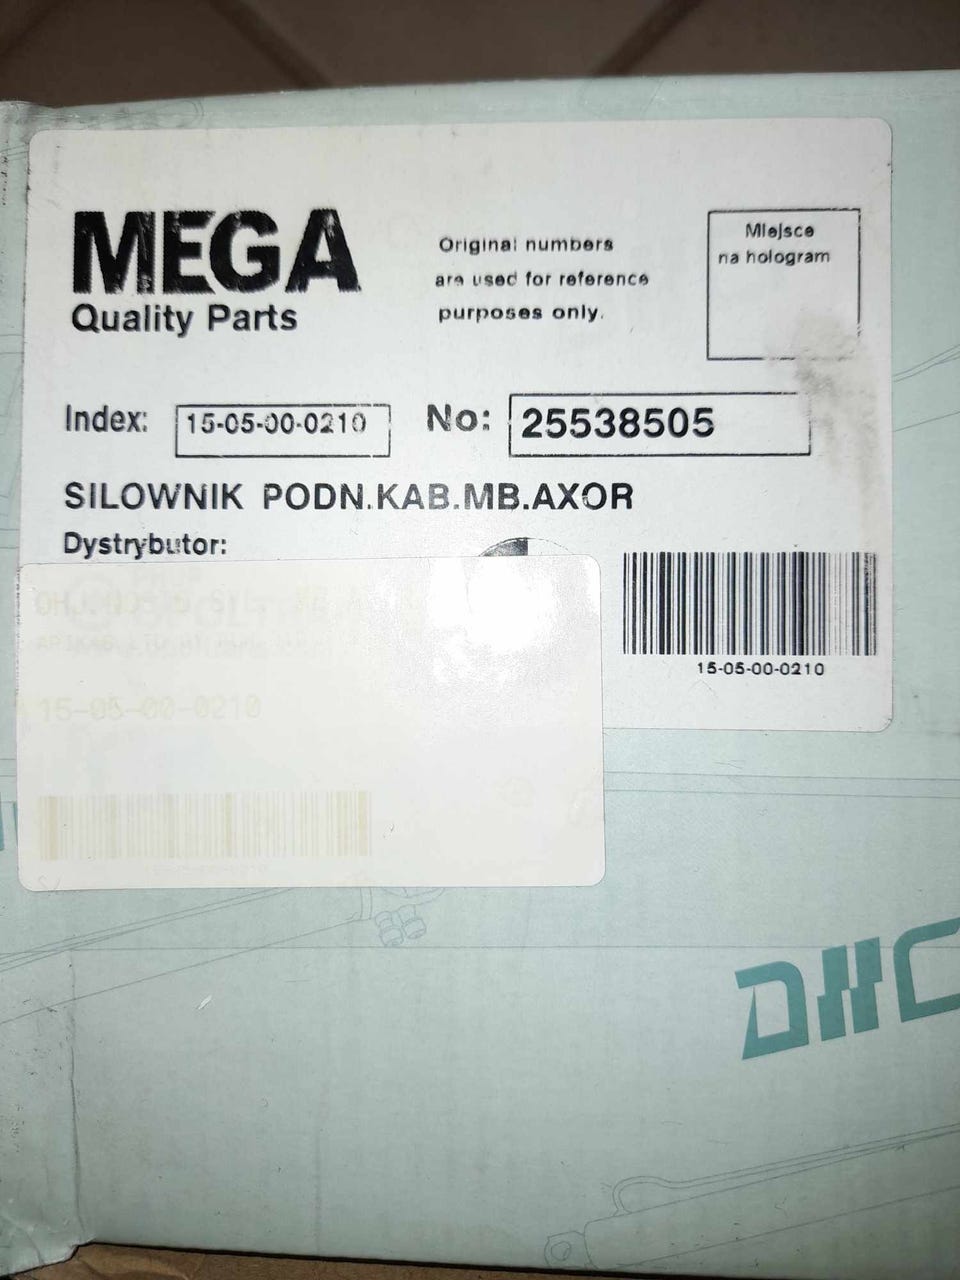 MEGA
Quality Parts
Original numbers
are used for reference
purposes only.
Miejsce
na hologram
Index: 15-05-00-0210 No: 25538505
SILOWNIK PODN.KAB.MB.AXOR
Dystrybutor:
15-05-00-0210
15-05-00-0210
DHC